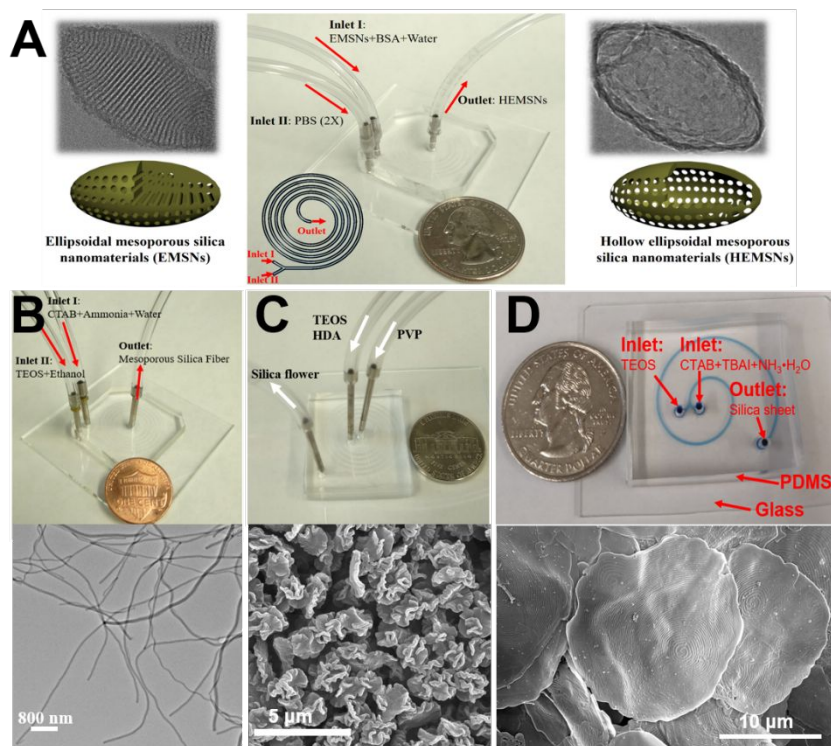 A
Inlet I:
EMSNs+BSA+Water
Inlet II: PBS (2X)
Outlet: HEMSNs
Outlet
Inlet I
Inlet II
Ellipsoidal mesoporous silica
nanomaterials (EMSNs)
Hollow ellipsoidal mesoporous
silica nanomaterials (HEMSNs)
B
Inlet I:
CTAB+Ammonia+Water
Inlet II:
TEOS+Ethanol
Outlet:
Mesoporous Silica Fiber
800 nm
C
TEOS
HDA
PVP
Silica flower
5 µm
D
Inlet:
TEOS
Inlet:
CTAB+TBAI+NH₃•H₂O
Outlet:
Silica sheet
PDMS
Glass
10 µm